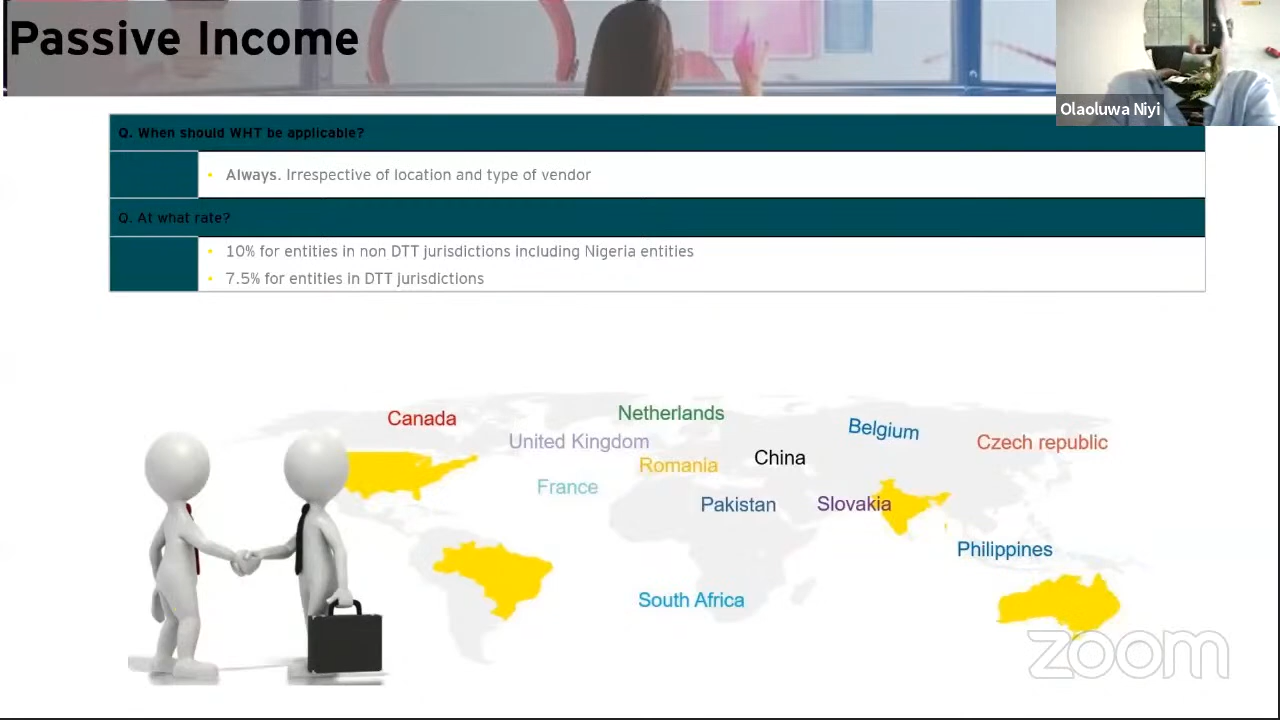 Passive Income
Olaoluwa Niyi
Q. When should WHT be applicable?
• Always. Irrespective of location and type of vendor
Q. At what rate?
• 10% for entities in non DTT jurisdictions including Nigeria entities
• 7.5% for entities in DTT jurisdictions
Canada
Netherlands
United Kingdom
Belgium
Czech republic
Romania
China
France
Pakistan
Slovakia
Philippines
South Africa
zoom